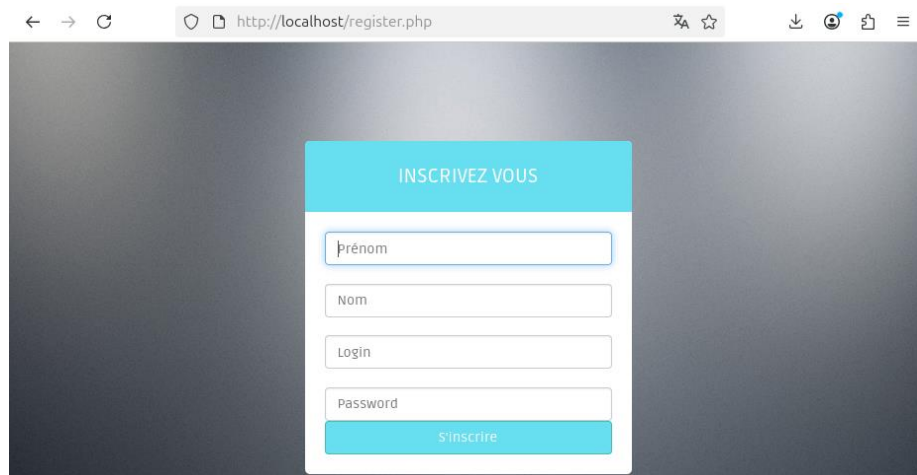 http://localhost/register.php
INSCRIVEZ VOUS
Prénom
Nom
Login
Password
S'inscrire